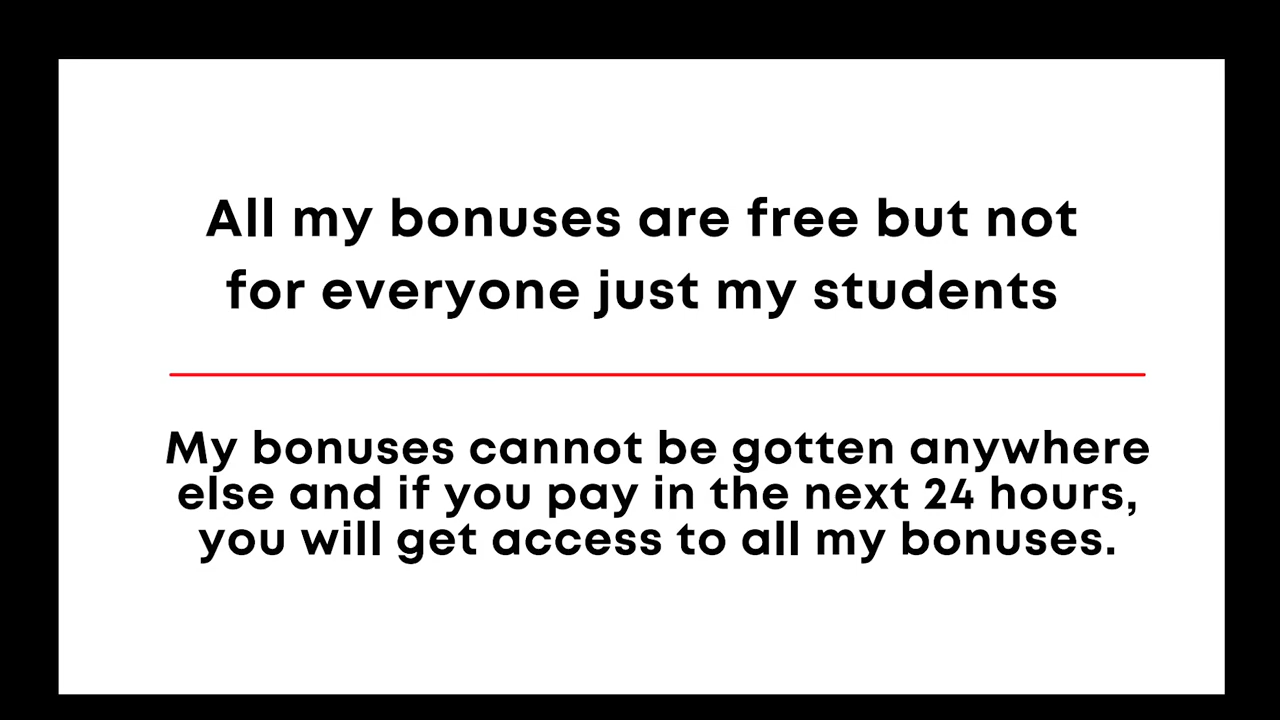 All my bonuses are free but not
for everyone just my students
My bonuses cannot be gotten anywhere
else and if you pay in the next 24 hours,
you will get access to all my bonuses.